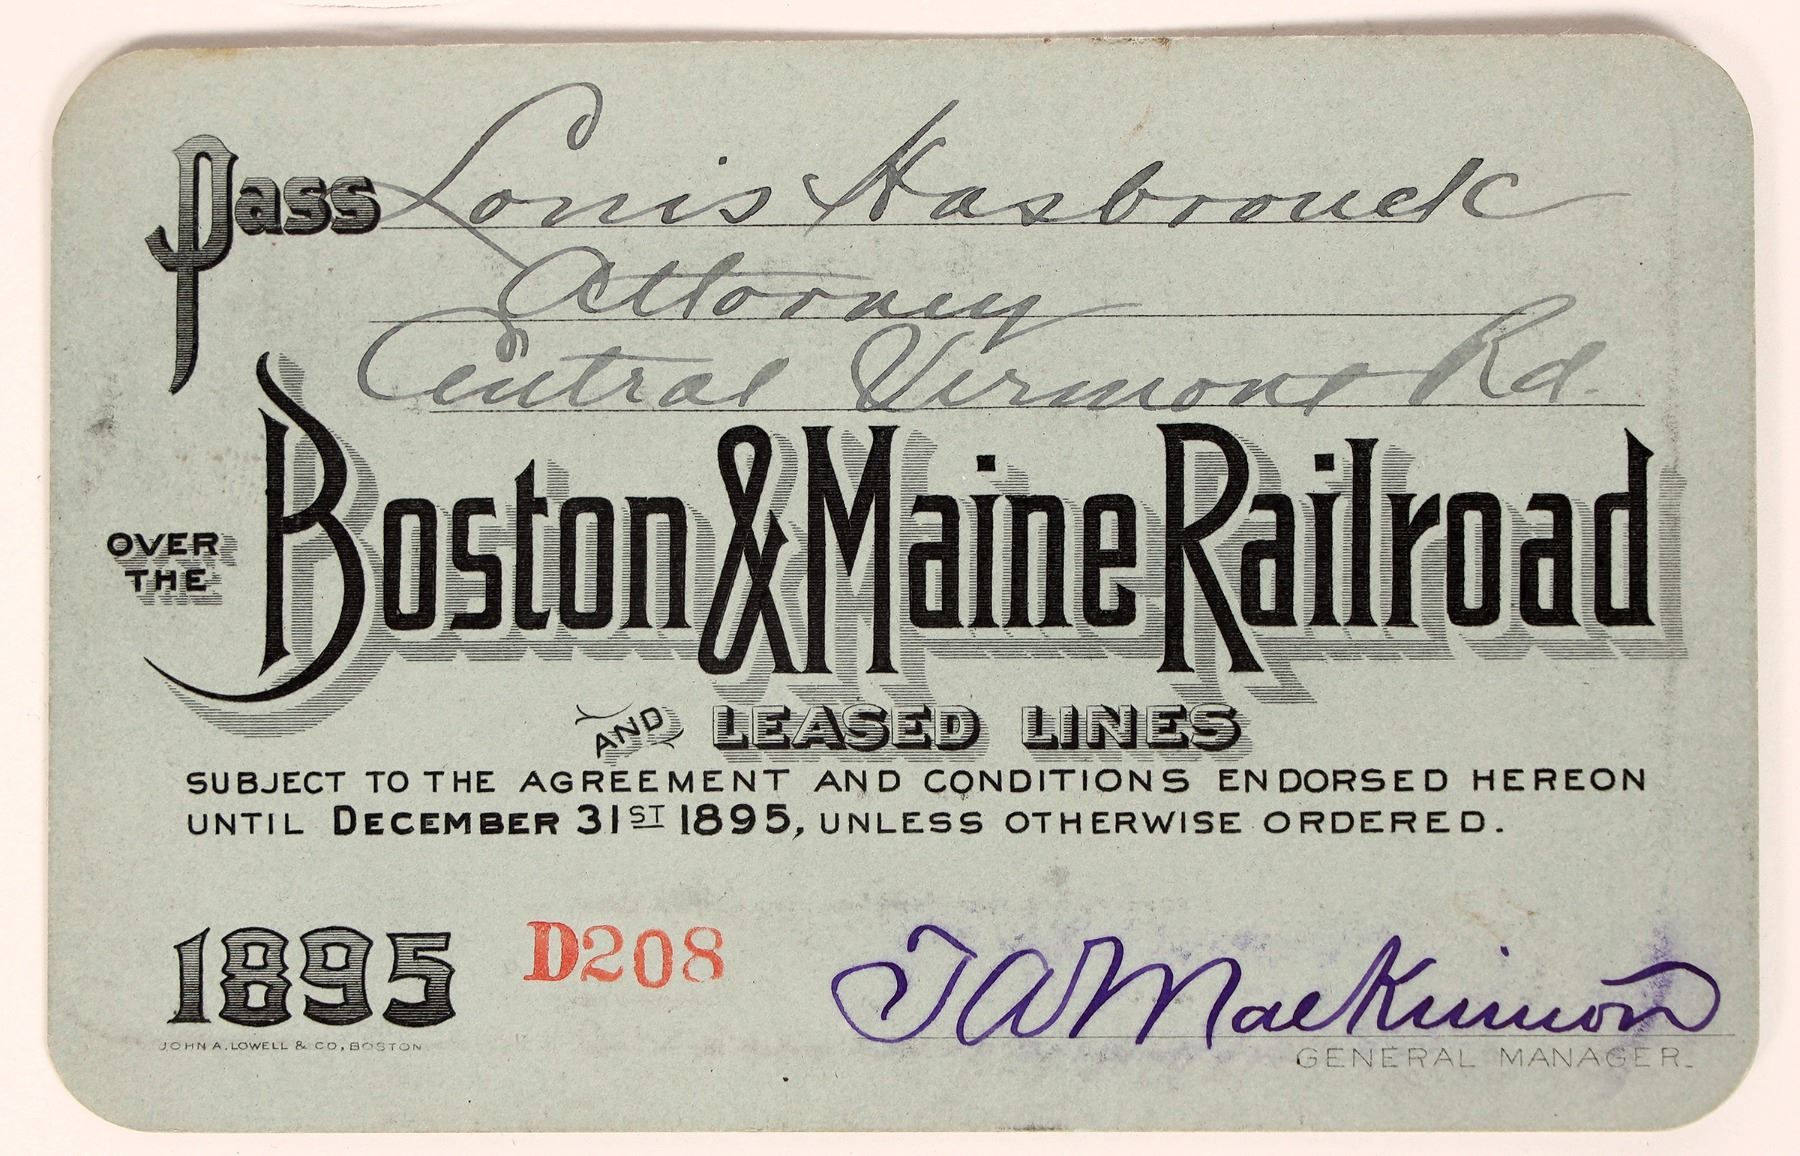 Pass Louis Hasbrouck
Attorney
Central Vermont Rd.
OVER THE Boston & Maine Railroad
AND LEASED LINES
SUBJECT TO THE AGREEMENT AND CONDITIONS ENDORSED HEREON
UNTIL DECEMBER 31ST 1895, UNLESS OTHERWISE ORDERED.
1895 D208 T A MacKinnon
JOHN A. LOWELL & CO, BOSTON
GENERAL MANAGER.